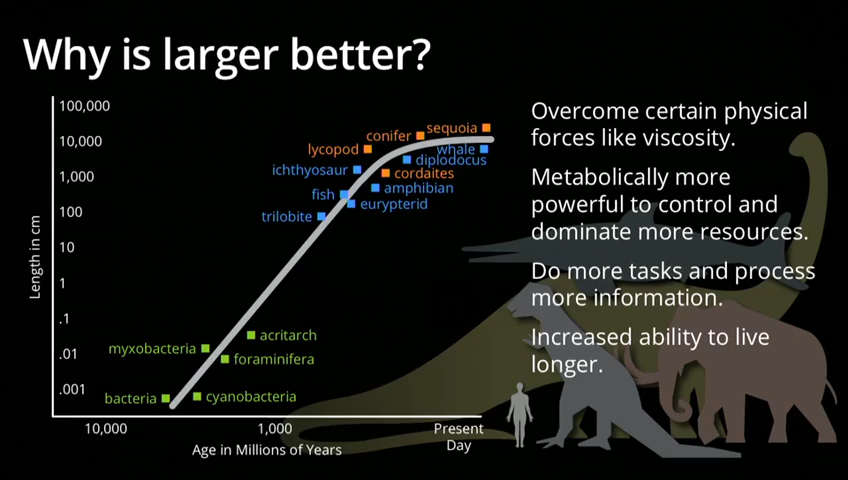 Why is larger better?
100,000
10,000
1,000
100
10
1
.1
.01
.001
Length in cm
sequoia
conifer
lycopod
whale
diplodocus
ichthyosaur
cordaites
amphibian
fish
eurypterid
trilobite
acritarch
myxobacteria
foraminifera
bacteria
cyanobacteria
10,000
1,000
Present
Day
Age in Millions of Years
Overcome certain physical
forces like viscosity.
Metabolically more
powerful to control and
dominate more resources.
Do more tasks and process
more information.
Increased ability to live
longer.